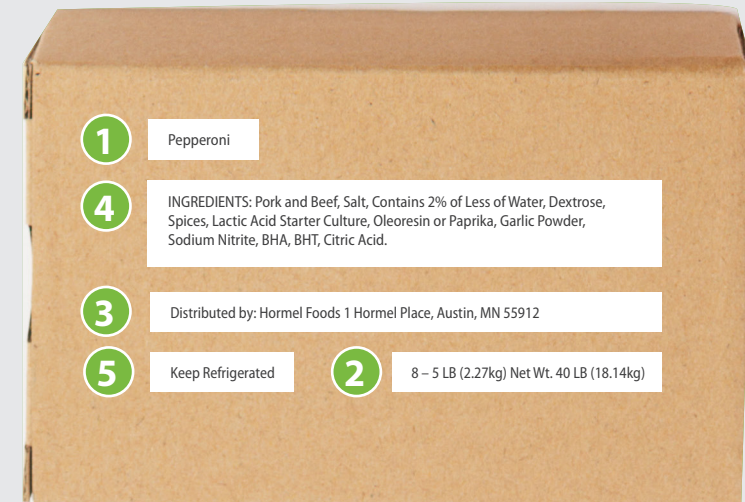 1
Pepperoni
4
INGREDIENTS: Pork and Beef, Salt, Contains 2% of Less of Water, Dextrose,
Spices, Lactic Acid Starter Culture, Oleoresin or Paprika, Garlic Powder,
Sodium Nitrite, BHA, BHT, Citric Acid.
3
Distributed by: Hormel Foods 1 Hormel Place, Austin, MN 55912
5
Keep Refrigerated
2
8 – 5 LB (2.27kg) Net Wt. 40 LB (18.14kg)